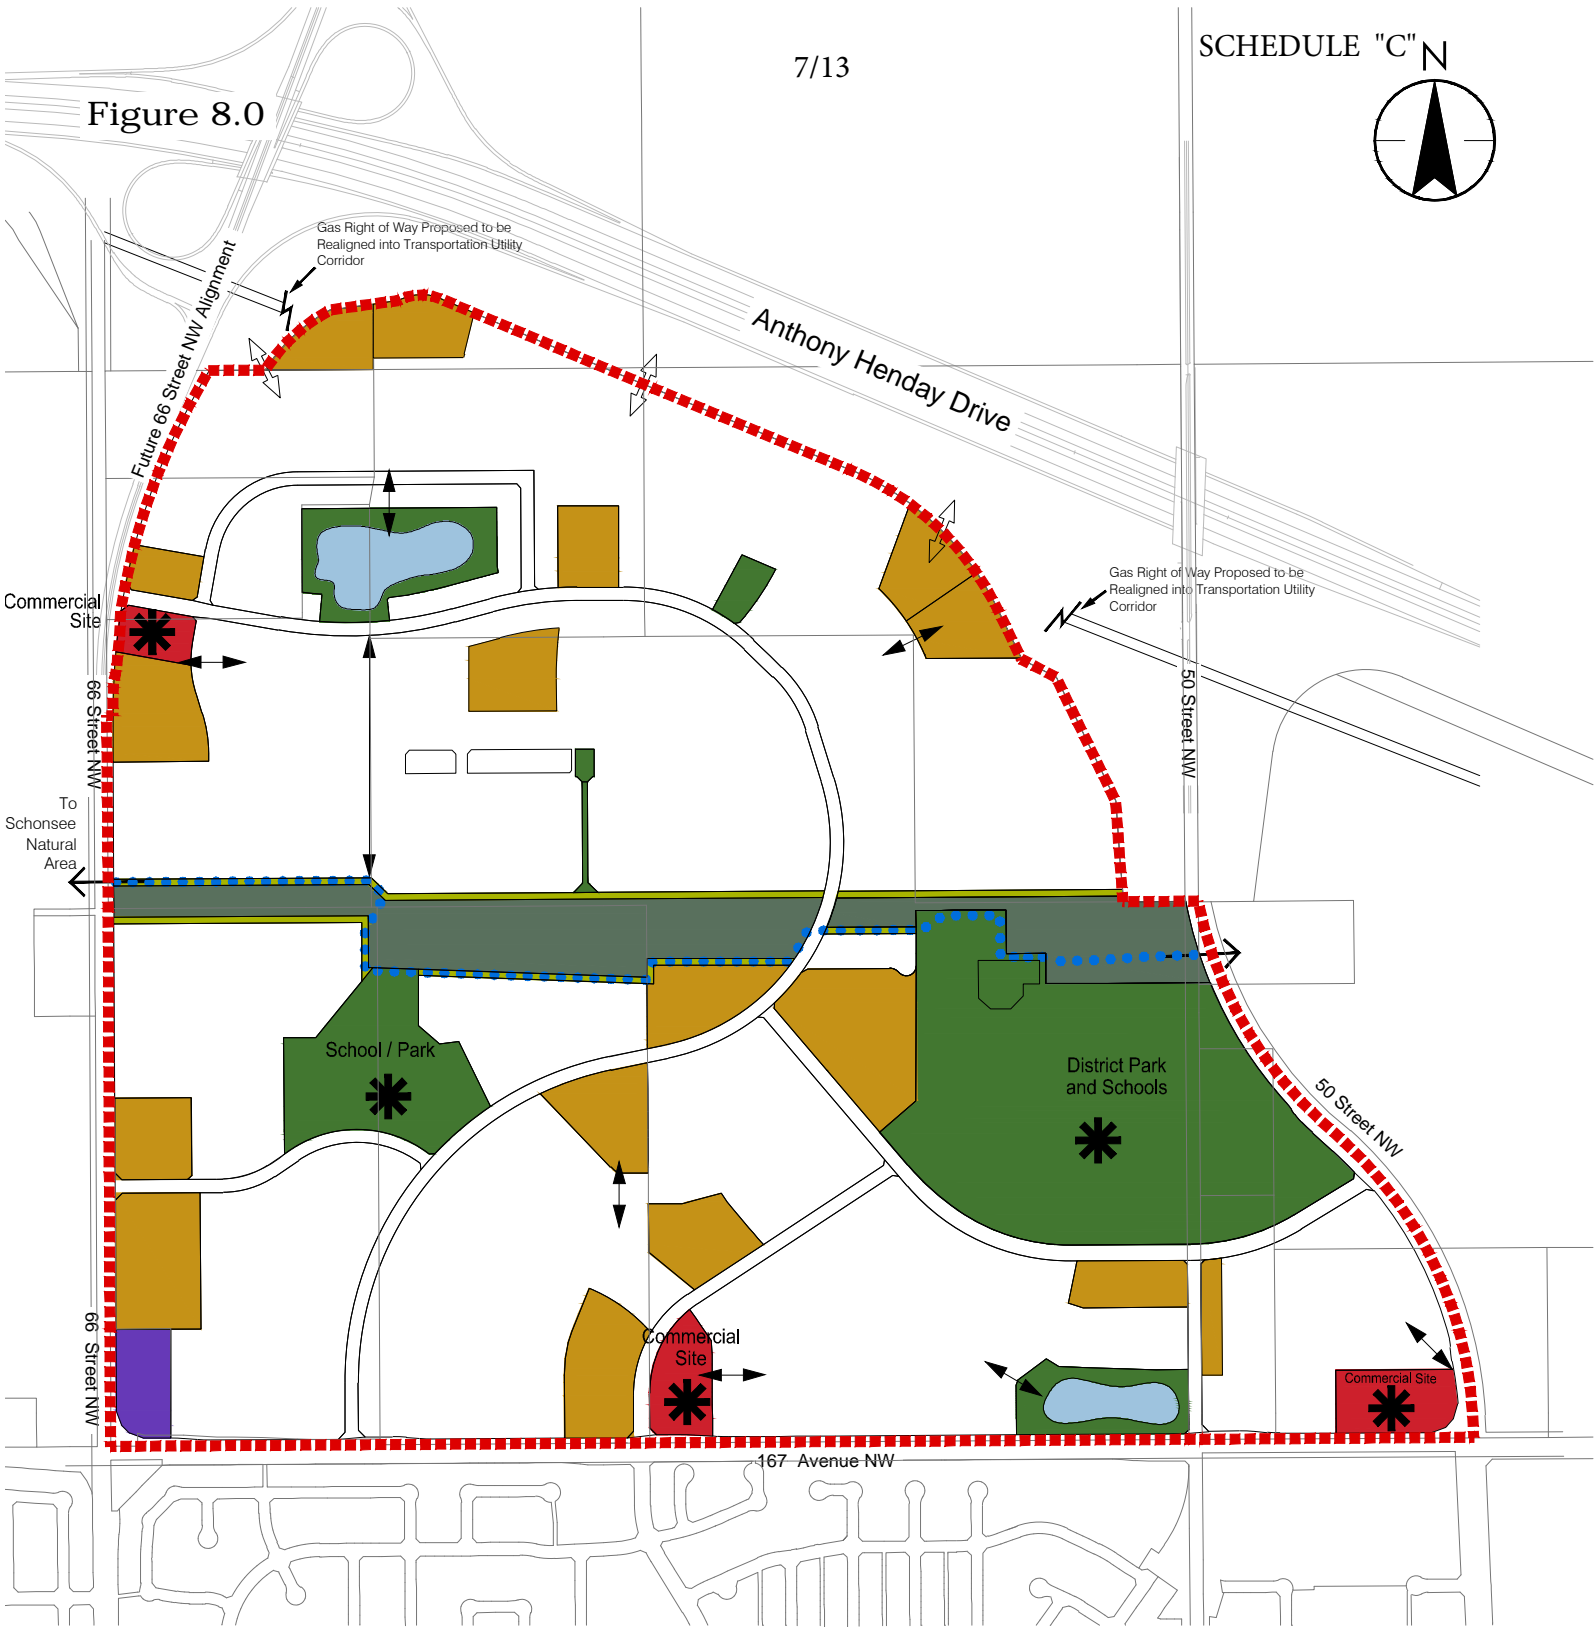 SCHEDULE "C"
N
7/13
Figure 8.0
Gas Right of Way Proposed to be
Realigned into Transportation Utility
Corridor
Future 66 Street NW Alignment
Anthony Henday Drive
Gas Right of Way Proposed to be
Realigned into Transportation Utility
Corridor
Commercial
Site
66 Street NW
50 Street NW
To
Schonsee
Natural
Area
School / Park
District Park
and Schools
50 Street NW
66 Street NW
Commercial
Site
Commercial Site
167 Avenue NW